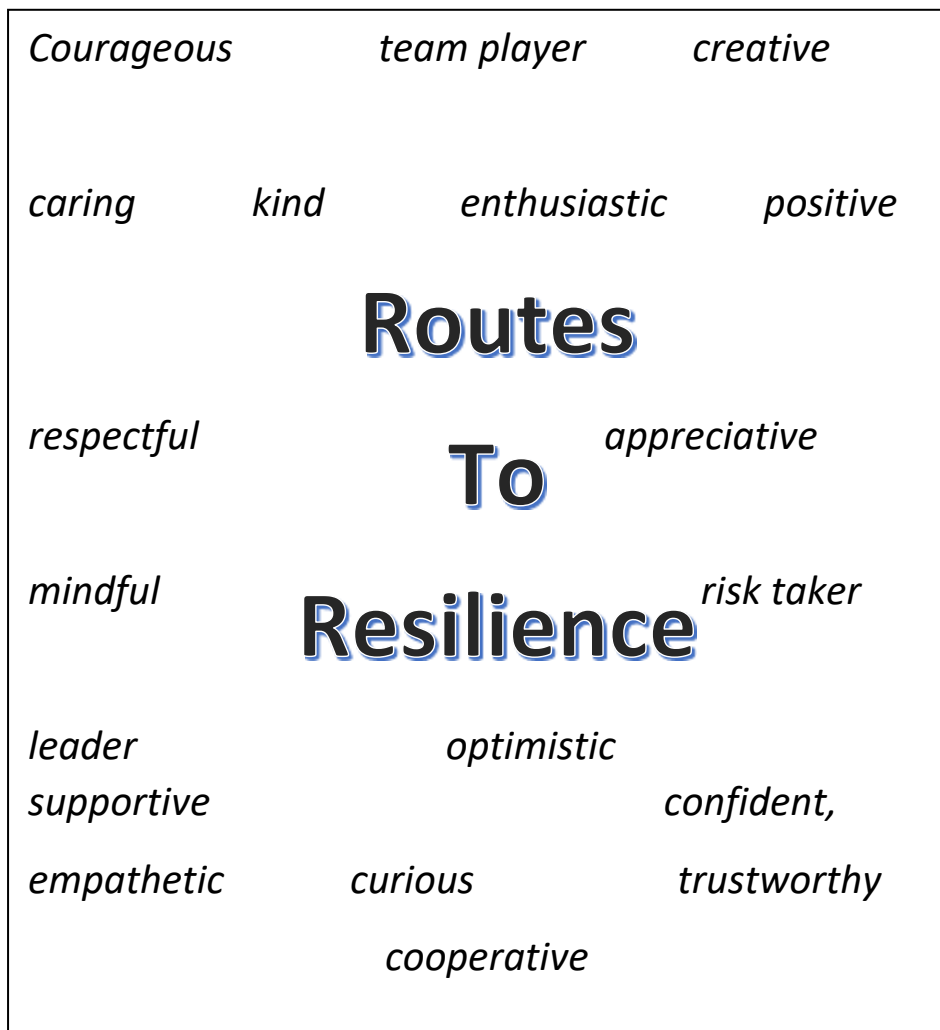 Courageous team player creative
caring kind enthusiastic positive
Routes
respectful appreciative
To
mindful risk taker
Resilience
leader optimistic
supportive confident,
empathetic curious trustworthy
cooperative